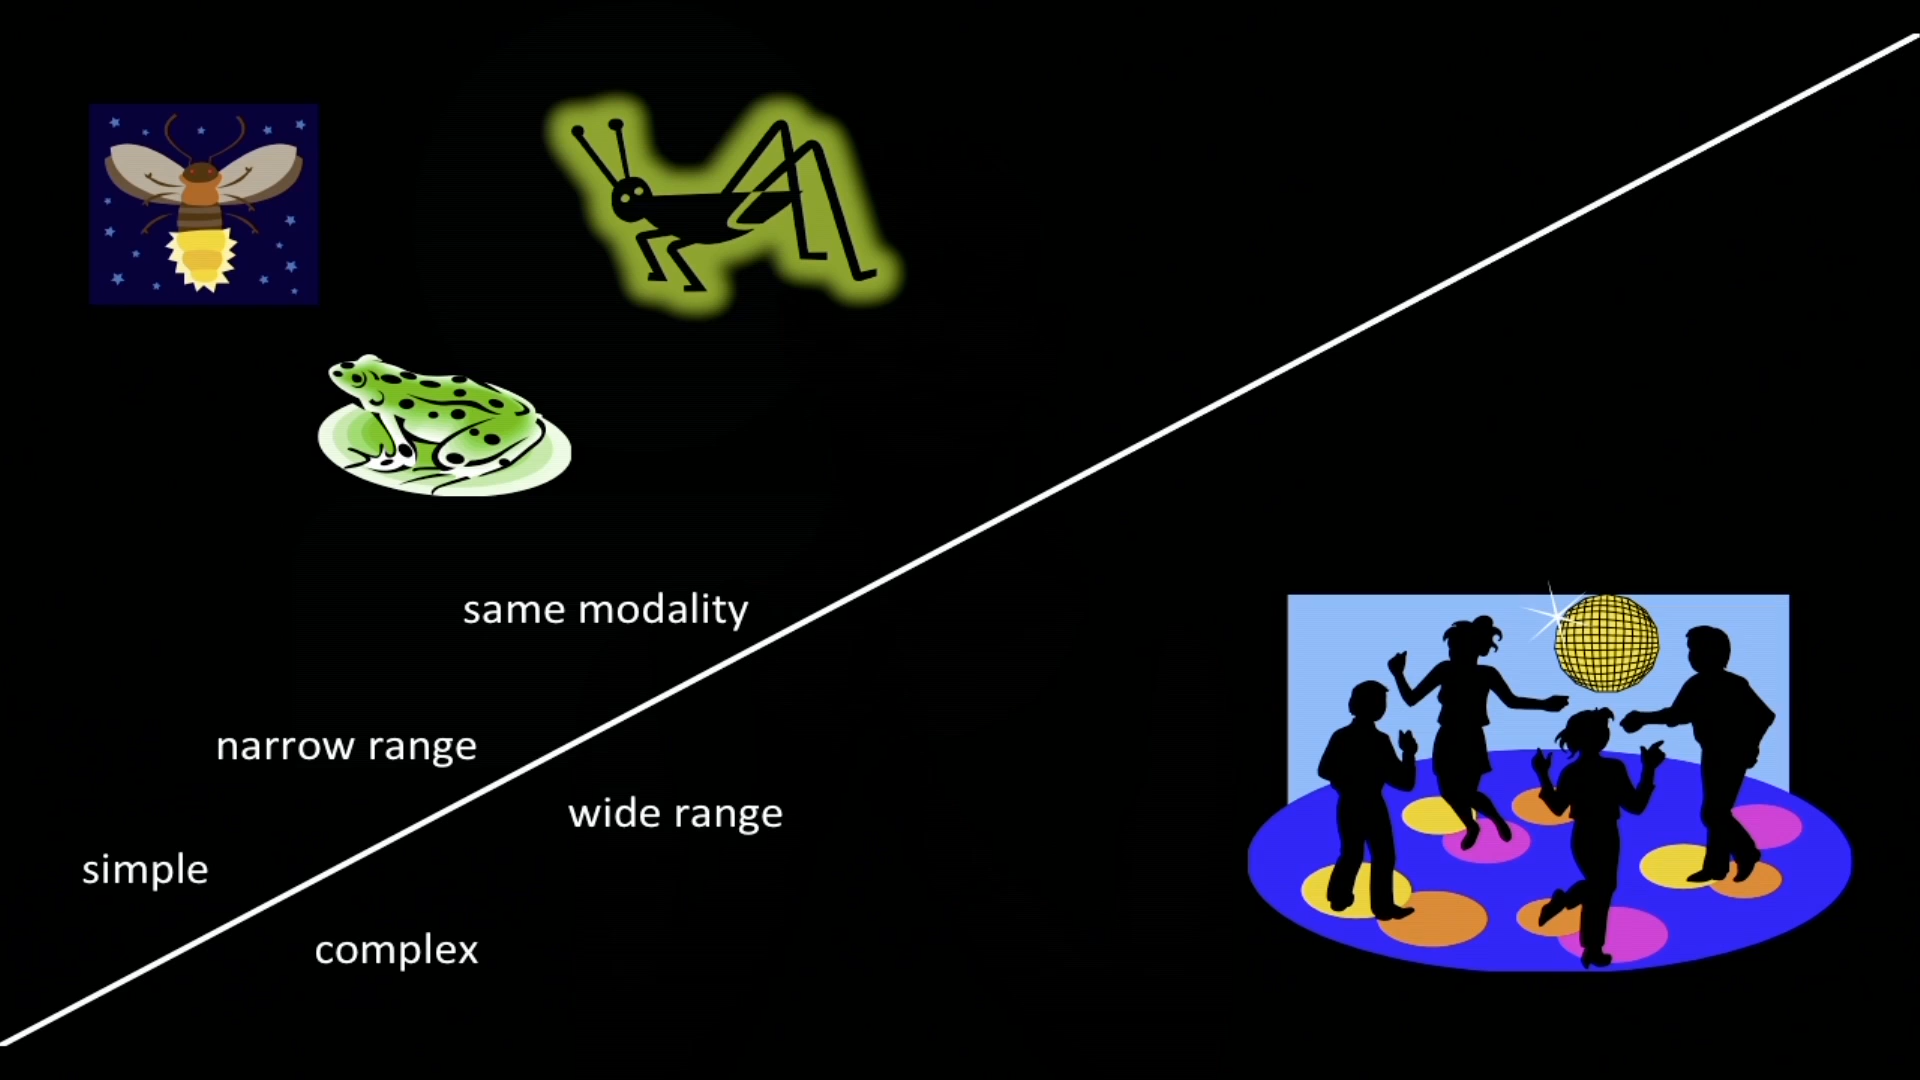 same modality
narrow range
wide range
simple
complex